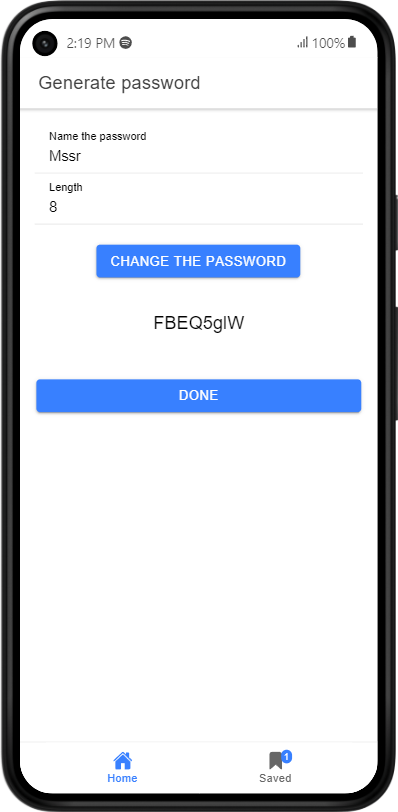 2:19 PM 100%
Generate password
Name the password
Mssr
Length
8
CHANGE THE PASSWORD
FBEQ5glW
DONE
1
Home Saved